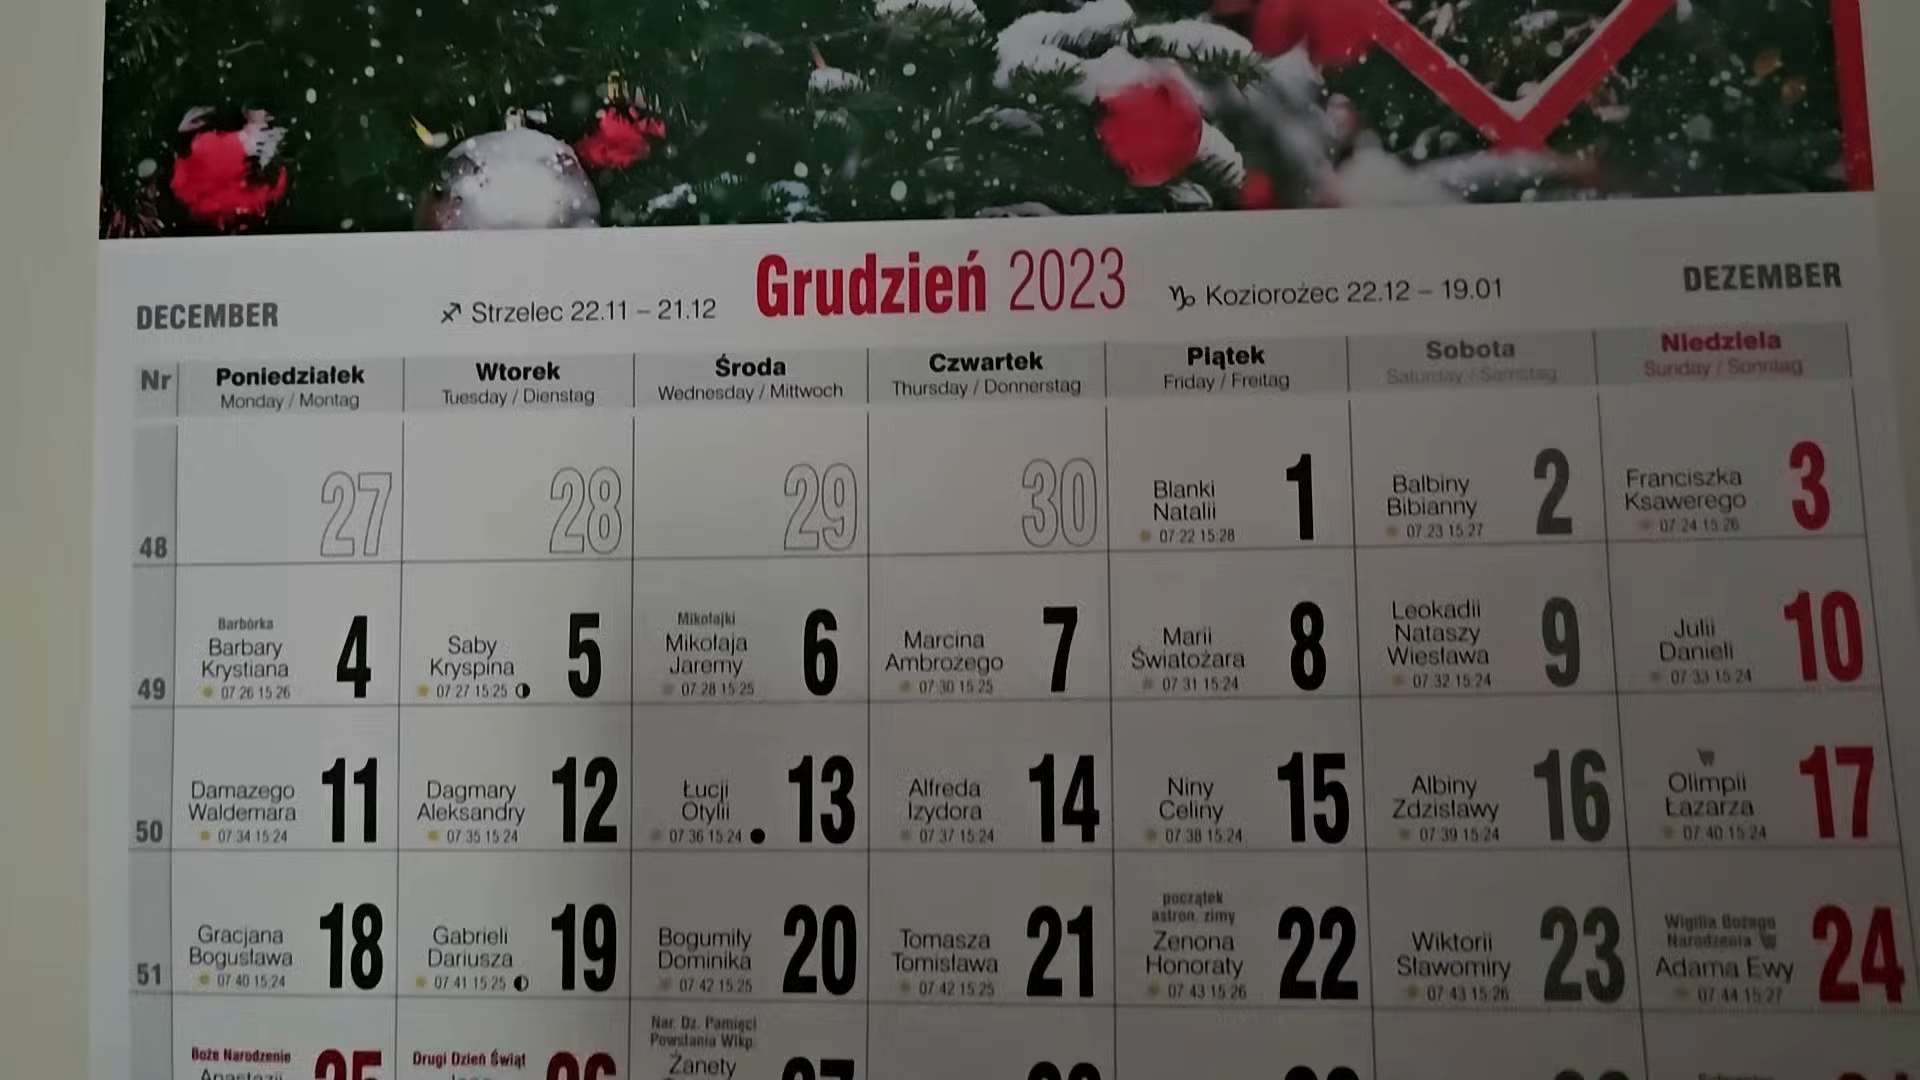 Grudzień 2023
DECEMBER
Strzelec 22.11 – 21.12
Koziorożec 22.12 – 19.01
DEZEMBER
Nr
Poniedziałek
Monday / Montag
Wtorek
Tuesday / Dienstag
Środa
Wednesday / Mittwoch
Czwartek
Thursday / Donnerstag
Piątek
Friday / Freitag
Sobota
Saturday / Samstag
Niedziela
Sunday / Sonntag
48
27
28
29
30
Blanki
Natalii
07 22 15 28
1
Balbiny
Bibianny
07 23 15 27
2
Franciszka
Ksawerego
07 24 15 26
3
49
Barbórka
Barbary
Krystiana
07 26 15 26
4
Saby
Kryspina
07 27 15 25
5
Mikołajki
Mikołaja
Jaremy
07 28 15 25
6
Marcina
Ambrożego
07 30 15 25
7
Marii
Światożara
07 31 15 24
8
Leokadii
Nataszy
Wiesława
07 32 15 24
9
Julii
Danieli
07 33 15 24
10
50
Damazego
Waldemara
07 34 15 24
11
Dagmary
Aleksandry
07 35 15 24
12
Łucji
Otylii
07 36 15 24
13
Alfreda
Izydora
07 37 15 24
14
Niny
Celiny
07 38 15 24
15
Albiny
Zdzisławy
07 39 15 24
16
Olimpii
Łazarza
07 40 15 24
17
51
Gracjana
Bogusława
07 40 15 24
18
Gabrieli
Dariusza
07 41 15 25
19
Bogumiły
Dominika
07 42 15 25
20
Tomasza
Tomisława
07 42 15 25
21
początek
astron. zimy
Zenona
Honoraty
07 43 15 26
22
Wiktorii
Sławomiry
07 43 15 26
23
Wigilia Bożego
Narodzenia
Adama Ewy
07 44 15 27
24
Boże Narodzenie
Anastazji
25
Drugi Dzień Świąt
26
Nar. Dz. Pamięci
Powstania Wlkp.
Żanety
27